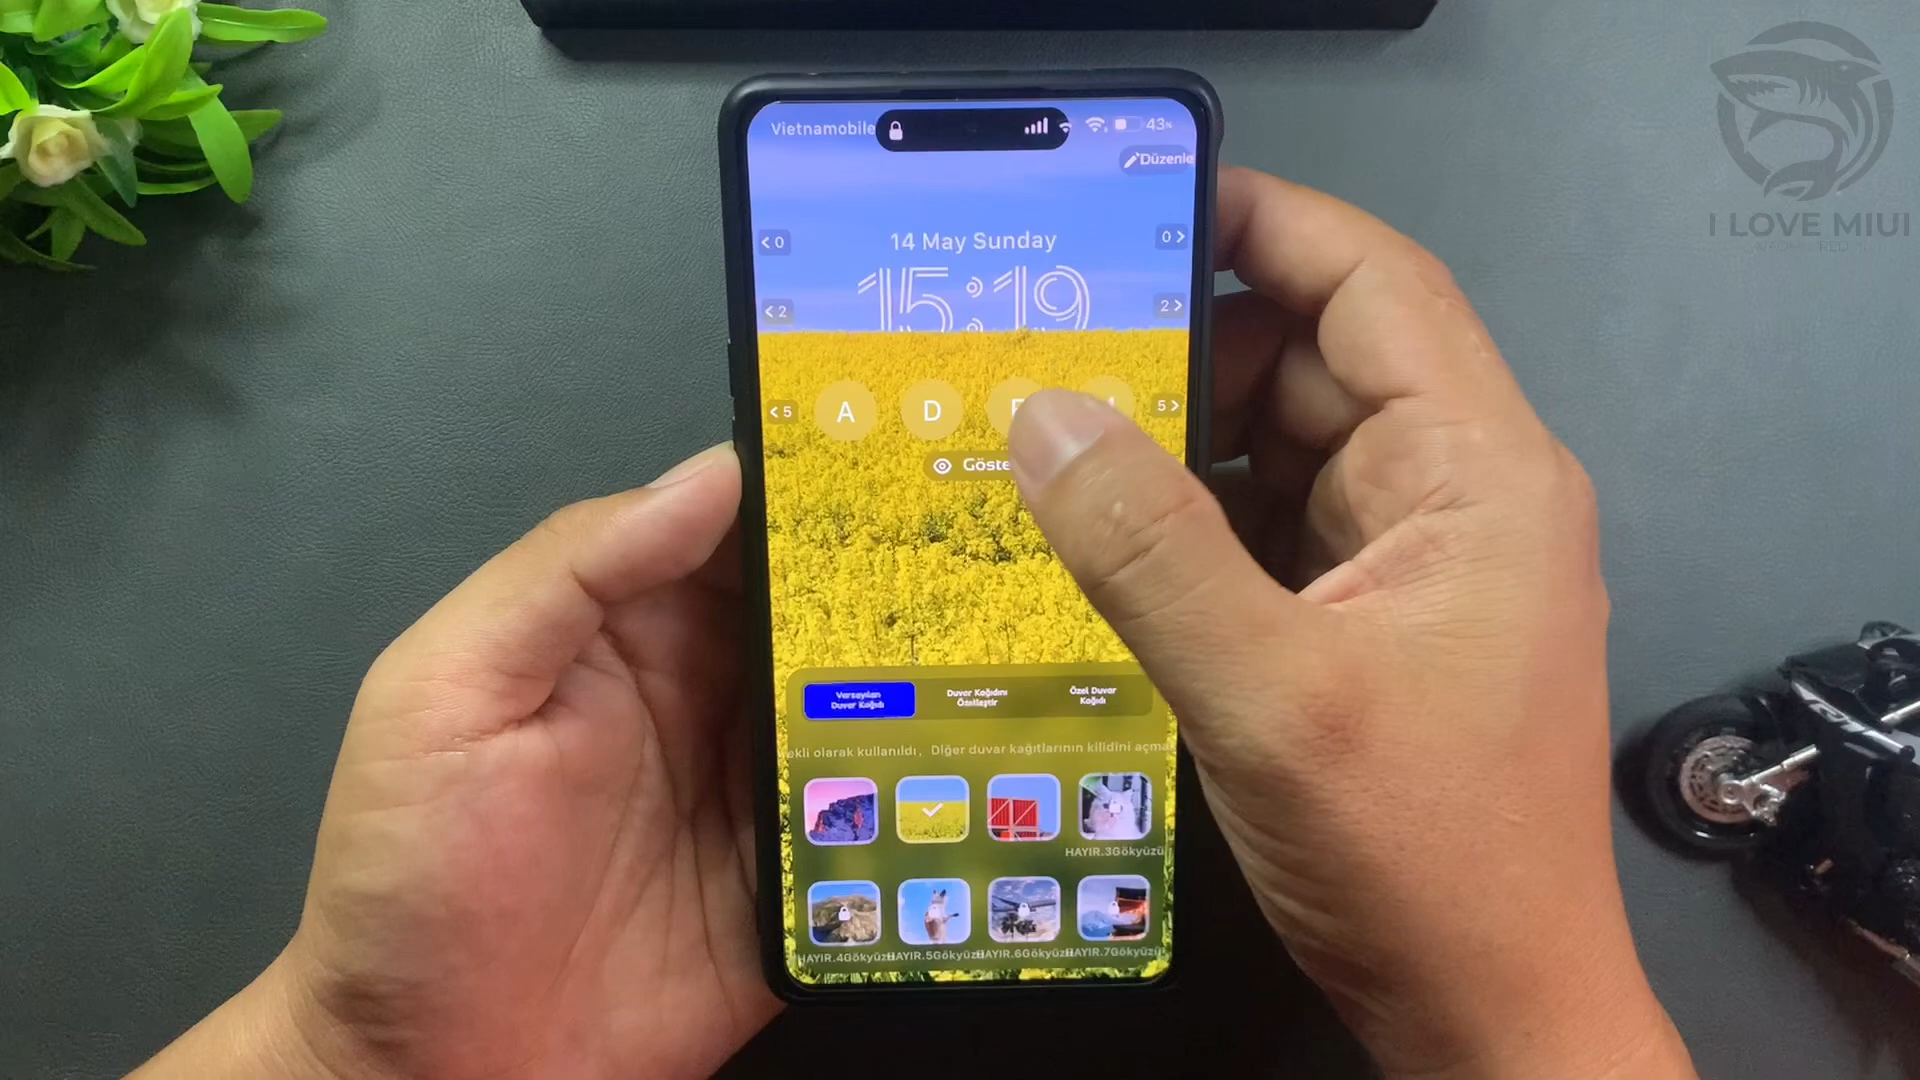 Vietnamobile
43%
Düzenle
< 0
14 May Sunday
0 >
15:19
< 2
2 >
< 5
A
D
5 >
Göste
Varsayılan
Duvar Kağıdı
Duvar Kağıdını
Özelleştir
Özel Duvar
Kağıdı
ekli olarak kullanıldı, Diğer duvar kağıtlarının kilidini açma
HAYIR.3Gökyüzü
HAYIR.4Gökyüzü
HAYIR.5Gökyüzü
HAYIR.6Gökyüzü
HAYIR.7Gökyüzü
I LOVE MIUI